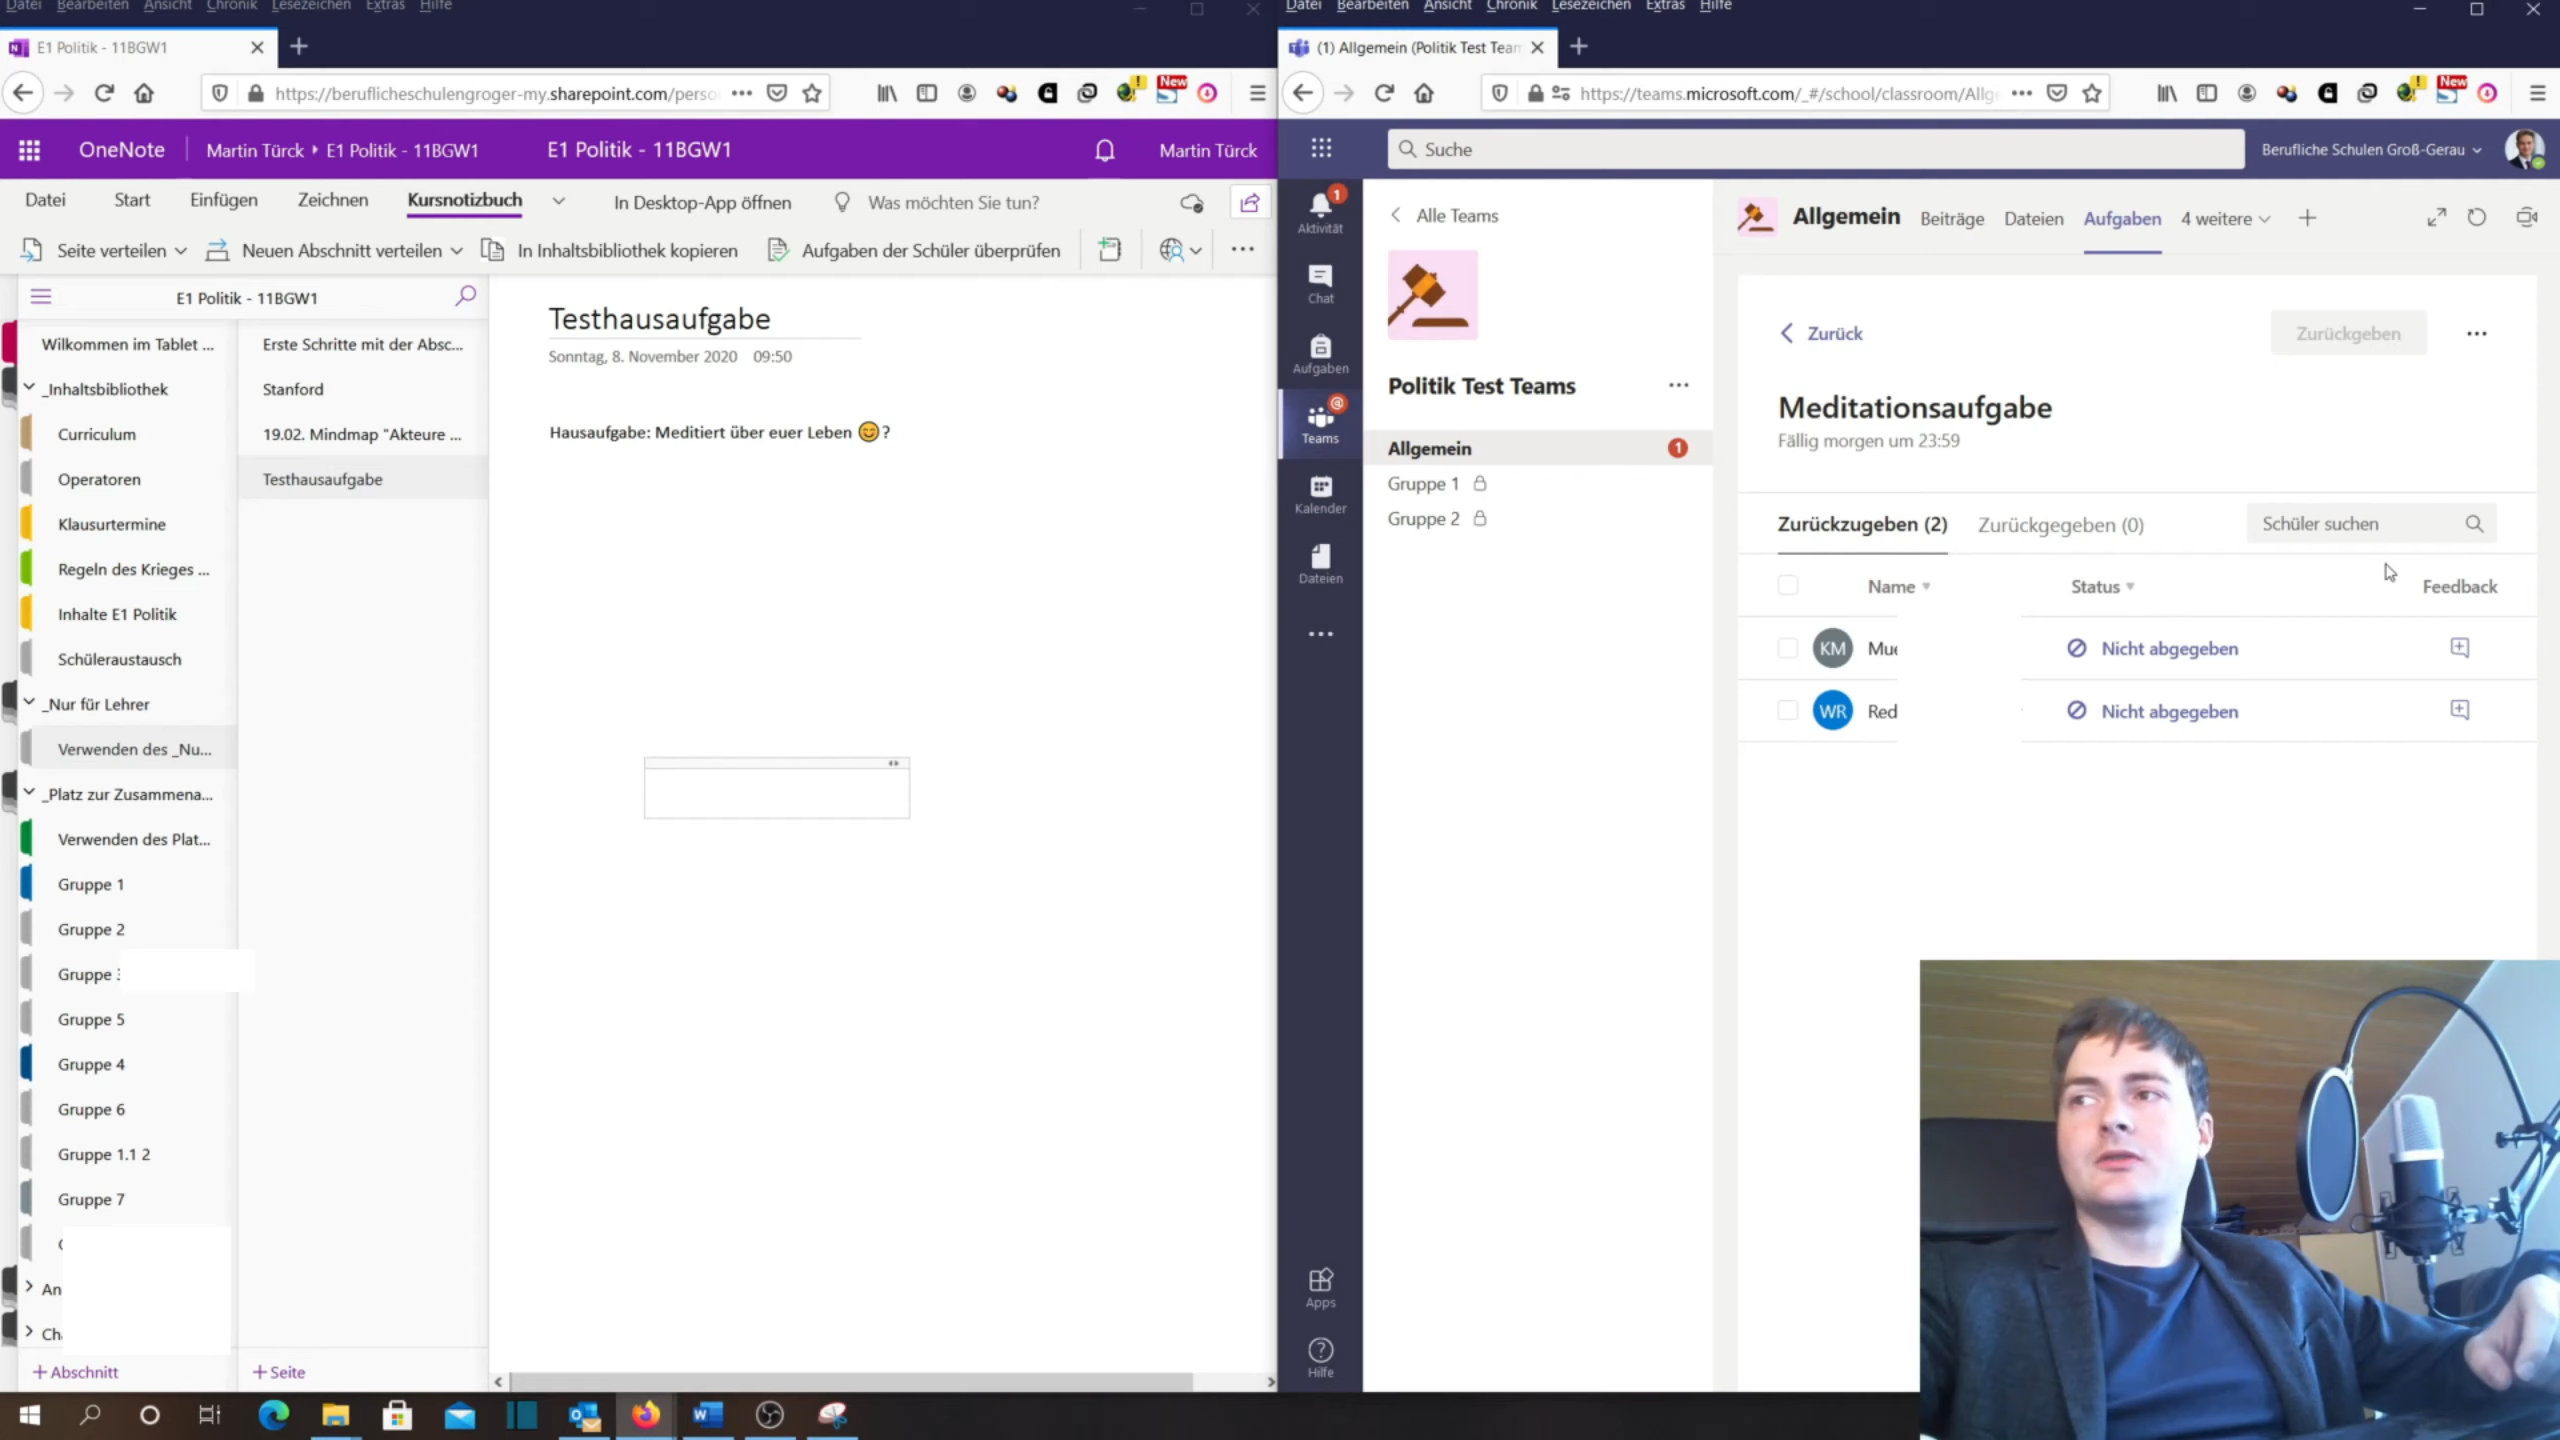 Datei Bearbeiten Ansicht Chronik Lesezeichen Extras Hilfe
E1 Politik - 11BGW1
https://beruflicheschulengroger-my.sharepoint.com/perso
New
OneNote
Martin Türck
E1 Politik - 11BGW1
E1 Politik - 11BGW1
Martin Türck
Datei
Start
Einfügen
Zeichnen
Kursnotizbuch
In Desktop-App öffnen
Was möchten Sie tun?
Seite verteilen
Neuen Abschnitt verteilen
In Inhaltsbibliothek kopieren
Aufgaben der Schüler überprüfen
E1 Politik - 11BGW1
Wilkommen im Tablet ...
_Inhaltsbibliothek
Curriculum
Operatoren
Klausurtermine
Regeln des Krieges ...
Inhalte E1 Politik
Schüleraustausch
_Nur für Lehrer
Verwenden des _Nu...
_Platz zur Zusammena...
Verwenden des Plat...
Gruppe 1
Gruppe 2
Gruppe
Gruppe 5
Gruppe 4
Gruppe 6
Gruppe 1.1 2
Gruppe 7
An
Ch
+ Abschnitt
Erste Schritte mit der Absc...
Stanford
19.02. Mindmap "Akteure ...
Testhausaufgabe
+ Seite
Testhausaufgabe
Sonntag, 8. November 2020 09:50
Hausaufgabe: Meditiert über euer Leben 😊?
Datei Bearbeiten Ansicht Chronik Lesezeichen Extras Hilfe
(1) Allgemein (Politik Test Team
https://teams.microsoft.com/_#/school/classroom/Allg
New
Suche
Berufliche Schulen Groß-Gerau
1
Aktivität
Chat
Aufgaben
@
Teams
Kalender
Dateien
Apps
Hilfe
Alle Teams
Politik Test Teams
Allgemein
1
Gruppe 1
Gruppe 2
Allgemein
Beiträge
Dateien
Aufgaben
4 weitere
Zurück
Zurückgeben
Meditationsaufgabe
Fällig morgen um 23:59
Zurückzugeben (2)
Zurückgegeben (0)
Schüler suchen
Name
Status
Feedback
KM
Mue
Nicht abgegeben
WR
Red
Nicht abgegeben